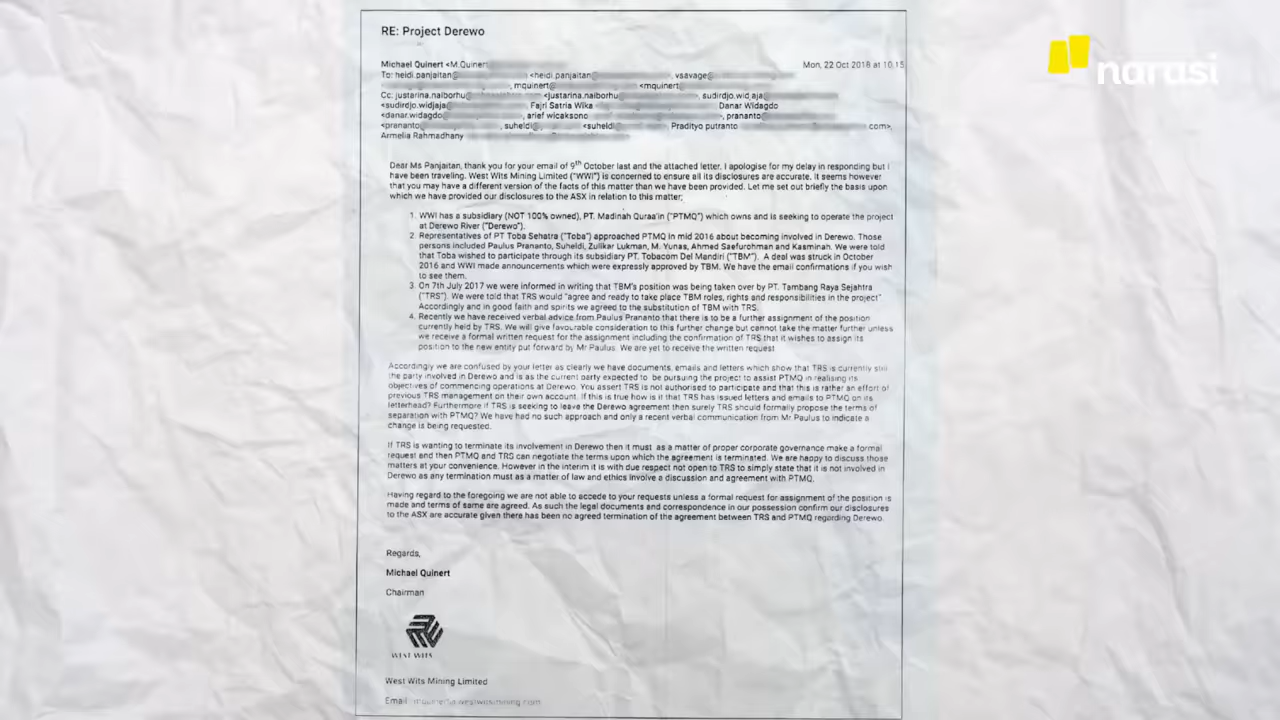 RE: Project Derewo
narasi
Michael Quinert <M.Quinert
Mon, 22 Oct 2018 at 10.15
To: heidi.panjaitan@ <heidi.panjaitan@ , vsavage@
, mquinert@ <mquinert@
Cc: justarina.naiborhu@ <justarina.naiborhu@ , sudirdjo.widjaja@
<sudirdjo.widjaja@ , Fajri Satria Wika , Danar Widagdo
<danar.widagdo@ , arief wicaksono , prananto@
<prananto@ , suheldi@ <suheldi@ Pradityo putranto com>,
Armelia Rahmadhany
Dear Ms Panjaitan, thank you for your email of 9th October last and the attached letter. I apologise for my delay in responding but I
have been traveling. West Wits Mining Limited ("WWI") is concerned to ensure all its disclosures are accurate. It seems however
that you may have a different version of the facts of this matter than we have been provided. Let me set out briefly the basis upon
which we have provided our disclosures to the ASX in relation to this matter;
1. WWI has a subsidiary (NOT 100% owned), PT. Madinah Quraa'in ("PTMQ") which owns and is seeking to operate the project
at Derewo River ("Derewo").
2. Representatives of PT Toba Sehatra ("Toba") approached PTMQ in mid 2016 about becoming involved in Derewo. Those
persons included Paulus Prananto, Suheldi, Zulikar Lukman, M. Yunas, Ahmed Saefurohman and Kasminah. We were told
that Toba wished to participate through its subsidiary PT. Tobacom Del Mandiri ("TBM"). A deal was struck in October
2016 and WWI made announcements which were expressly approved by TBM. We have the email confirmations if you wish
to see them.
3. On 7th July 2017 we were informed in writing that TBM's position was being taken over by PT. Tambang Raya Sejahtra
("TRS"). We were told that TRS would "agree and ready to take place TBM roles, rights and responsibilities in the project"
Accordingly and in good faith and spirits we agreed to the substitution of TBM with TRS.
4. Recently we have received verbal advice from Paulus Prananto that there is to be a further assignment of the position
currently held by TRS. We will give favourable consideration to this further change but cannot take the matter further unless
we receive a formal written request for the assignment including the confirmation of TRS that it wishes to assign its
position to the new entity put forward by Mr Paulus. We are yet to receive the written request
Accordingly we are confused by your letter as clearly we have documents, emails and letters which show that TRS is currently still
the party involved in Derewo and is as the current party expected to be pursuing the project to assist PTMQ in realising its
objectives of commencing operations at Derewo. You assert TRS is not authorised to participate and that this is rather an effort of
previous TRS management on their own account. If this is true how is it that TRS has issued letters and emails to PTMQ on its
letterhead? Furthermore if TRS is seeking to leave the Derewo agreement then surely TRS should formally propose the terms of
separation with PTMQ? We have had no such approach and only a recent verbal communication from Mr Paulus to indicate a
change is being requested.
If TRS is wanting to terminate its involvement in Derewo then it must as a matter of proper corporate governance make a formal
request and then PTMQ and TRS can negotiate the terms upon which the agreement is terminated. We are happy to discuss those
matters at your convenience. However in the interim it is with due respect not open to TRS to simply state that it is not involved in
Derewo as any termination must as a matter of law and ethics involve a discussion and agreement with PTMQ.
Having regard to the foregoing we are not able to accede to your requests unless a formal request for assignment of the position is
made and terms of same are agreed. As such the legal documents and correspondence in our possession confirm our disclosures
to the ASX are accurate given there has been no agreed termination of the agreement between TRS and PTMQ regarding Derewo.
Regards,
Michael Quinert
Chairman
WEST WITS
West Wits Mining Limited
Email